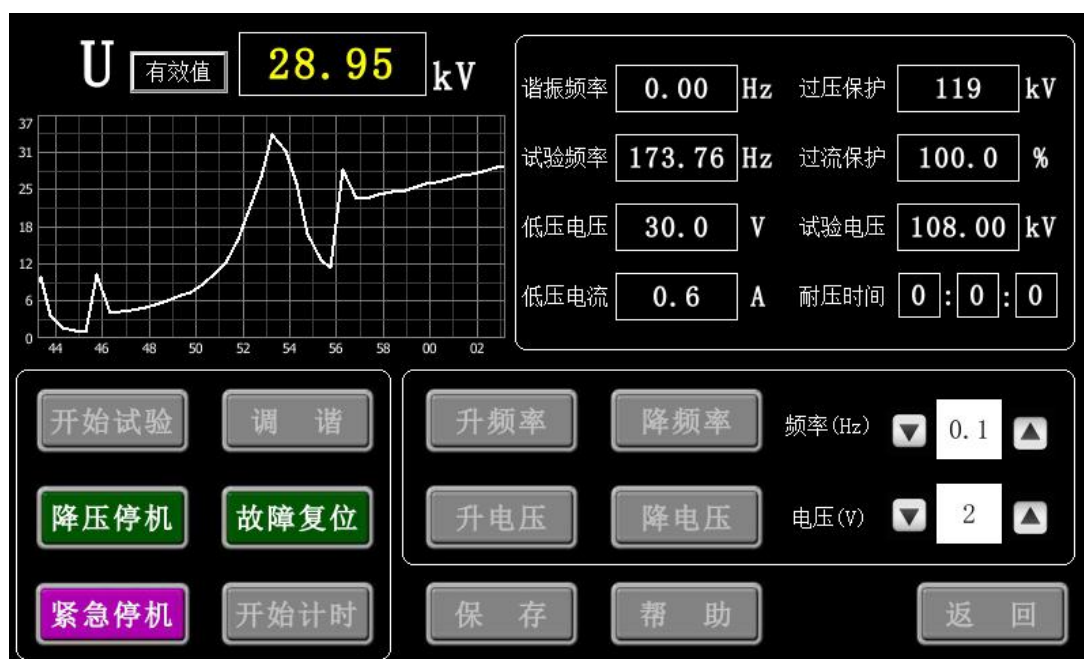 U 有效值 28.95 kV
谐振频率 0.00 Hz 过压保护 119 kV
试验频率 173.76 Hz 过流保护 100.0 %
低压电压 30.0 V 试验电压 108.00 kV
低压电流 0.6 A 耐压时间 0:0:0
37
31
25
18
12
6
0
44 46 48 50 52 54 56 58 00 02
开始试验 调谐
降压停机 故障复位
紧急停机 开始计时
升频率 降频率 频率(Hz) ▼ 0.1 ▲
升电压 降电压 电压(V) ▼ 2 ▲
保存 帮助 返回